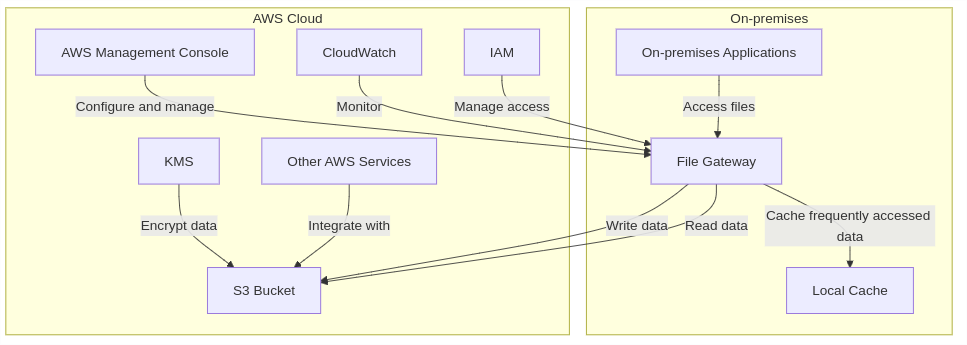 AWS Cloud
On-premises
AWS Management Console
CloudWatch
IAM
On-premises Applications
Configure and manage
Monitor
Manage access
Access files
KMS
Other AWS Services
File Gateway
Encrypt data
Integrate with
Write data
Read data
Cache frequently accessed
data
S3 Bucket
Local Cache